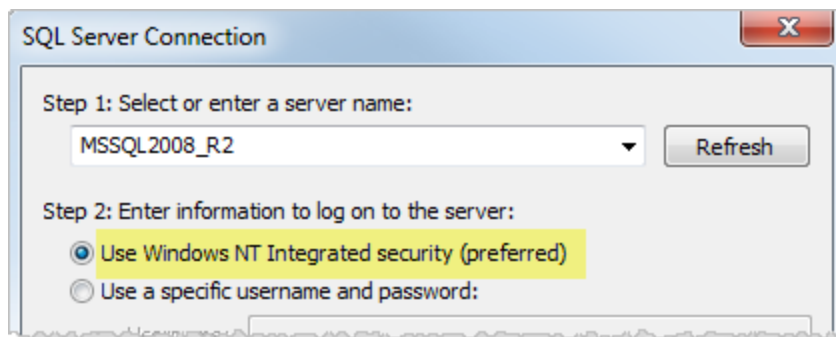 SQL Server Connection
Step 1: Select or enter a server name:
MSSQL2008_R2
Refresh
Step 2: Enter information to log on to the server:
Use Windows NT Integrated security (preferred)
Use a specific username and password: